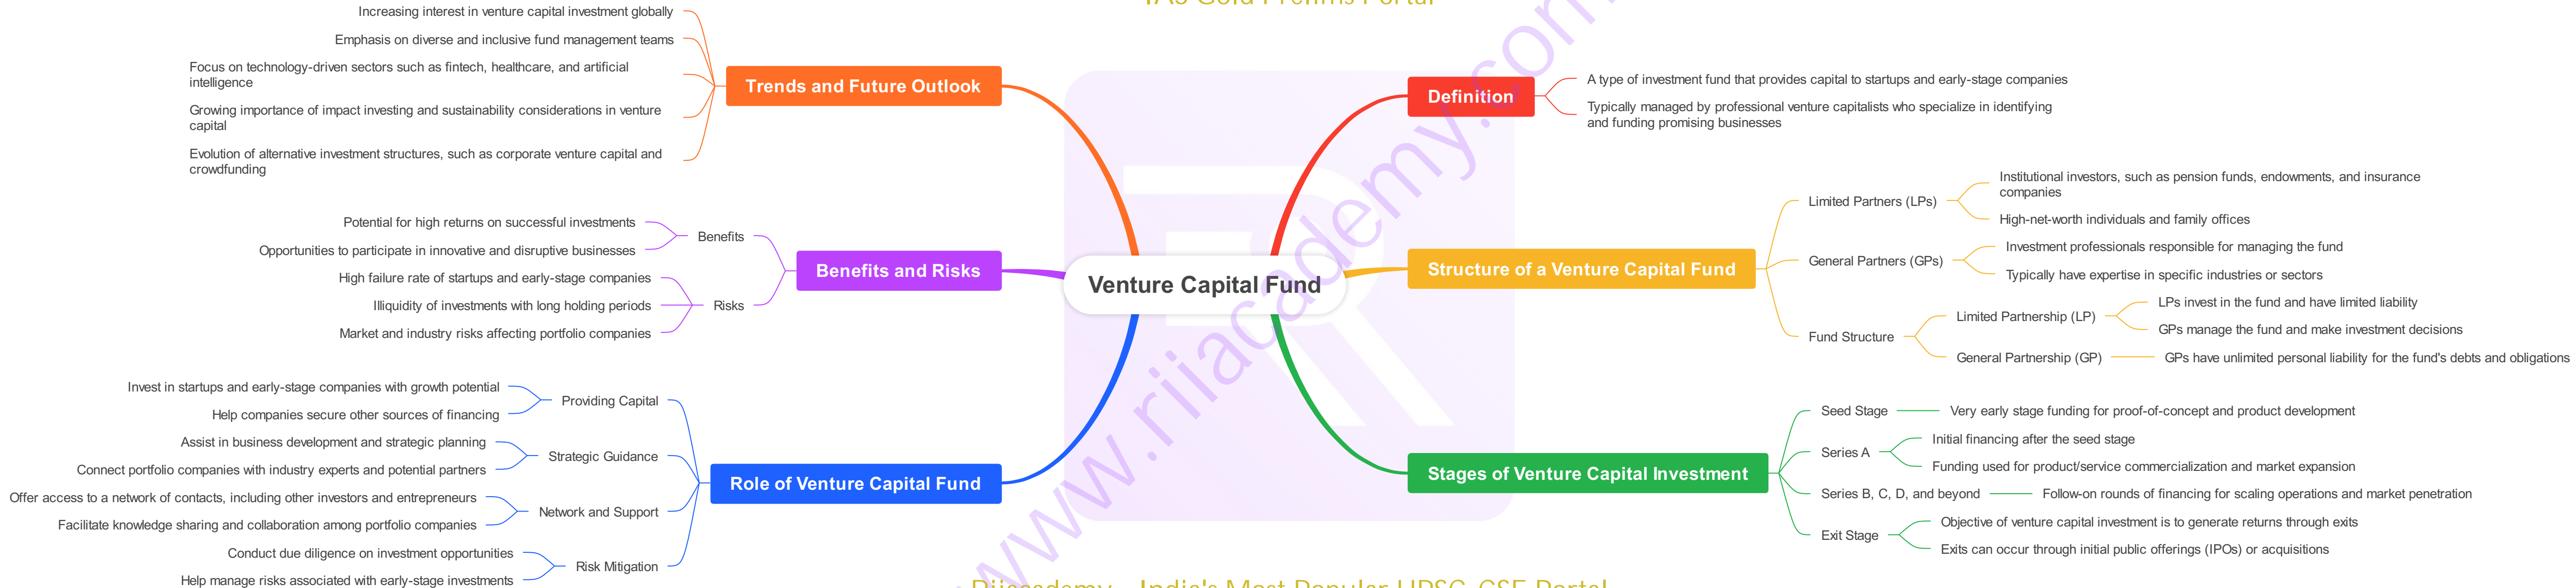 IAS Gold Prelims Portal
Increasing interest in venture capital investment globally
Emphasis on diverse and inclusive fund management teams
Focus on technology-driven sectors such as fintech, healthcare, and artificial
intelligence
Growing importance of impact investing and sustainability considerations in venture
capital
Evolution of alternative investment structures, such as corporate venture capital and
crowdfunding
Trends and Future Outlook
Potential for high returns on successful investments
Opportunities to participate in innovative and disruptive businesses
Benefits
High failure rate of startups and early-stage companies
Illiquidity of investments with long holding periods
Market and industry risks affecting portfolio companies
Risks
Benefits and Risks
Invest in startups and early-stage companies with growth potential
Help companies secure other sources of financing
Providing Capital
Assist in business development and strategic planning
Connect portfolio companies with industry experts and potential partners
Strategic Guidance
Offer access to a network of contacts, including other investors and entrepreneurs
Facilitate knowledge sharing and collaboration among portfolio companies
Network and Support
Conduct due diligence on investment opportunities
Help manage risks associated with early-stage investments
Risk Mitigation
Role of Venture Capital Fund
Venture Capital Fund
www.rijiacademy.com
Definition
A type of investment fund that provides capital to startups and early-stage companies
Typically managed by professional venture capitalists who specialize in identifying
and funding promising businesses
Structure of a Venture Capital Fund
Limited Partners (LPs)
Institutional investors, such as pension funds, endowments, and insurance
companies
High-net-worth individuals and family offices
General Partners (GPs)
Investment professionals responsible for managing the fund
Typically have expertise in specific industries or sectors
Fund Structure
Limited Partnership (LP)
LPs invest in the fund and have limited liability
GPs manage the fund and make investment decisions
General Partnership (GP)
GPs have unlimited personal liability for the fund's debts and obligations
Stages of Venture Capital Investment
Seed Stage
Very early stage funding for proof-of-concept and product development
Series A
Initial financing after the seed stage
Funding used for product/service commercialization and market expansion
Series B, C, D, and beyond
Follow-on rounds of financing for scaling operations and market penetration
Exit Stage
Objective of venture capital investment is to generate returns through exits
Exits can occur through initial public offerings (IPOs) or acquisitions
India's Most Popular UPSC-CSE Portal